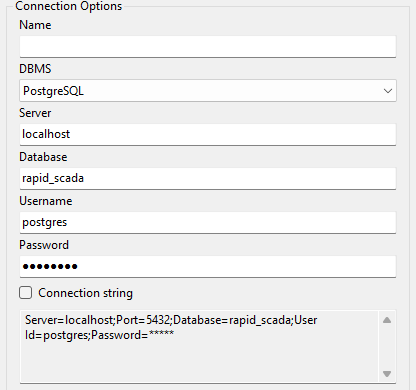 Connection Options
Name
DBMS
PostgreSQL
Server
localhost
Database
rapid_scada
Username
postgres
Password
●●●●●●●●
Connection string
Server=localhost;Port=5432;Database=rapid_scada;User
Id=postgres;Password=*****